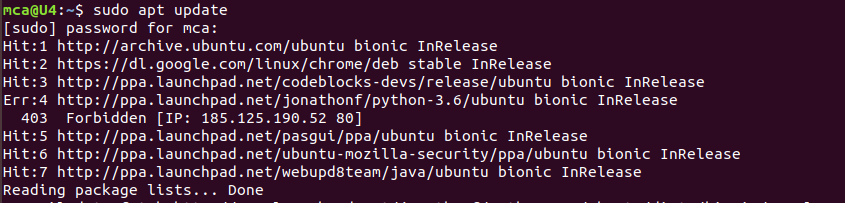 mca@U4:~$ sudo apt update
[sudo] password for mca:
Hit:1 http://archive.ubuntu.com/ubuntu bionic InRelease
Hit:2 https://dl.google.com/linux/chrome/deb stable InRelease
Hit:3 http://ppa.launchpad.net/codeblocks-devs/release/ubuntu bionic InRelease
Err:4 http://ppa.launchpad.net/jonathonf/python-3.6/ubuntu bionic InRelease
  403  Forbidden [IP: 185.125.190.52 80]
Hit:5 http://ppa.launchpad.net/pasgui/ppa/ubuntu bionic InRelease
Hit:6 http://ppa.launchpad.net/ubuntu-mozilla-security/ppa/ubuntu bionic InRelease
Hit:7 http://ppa.launchpad.net/webupd8team/java/ubuntu bionic InRelease
Reading package lists... Done